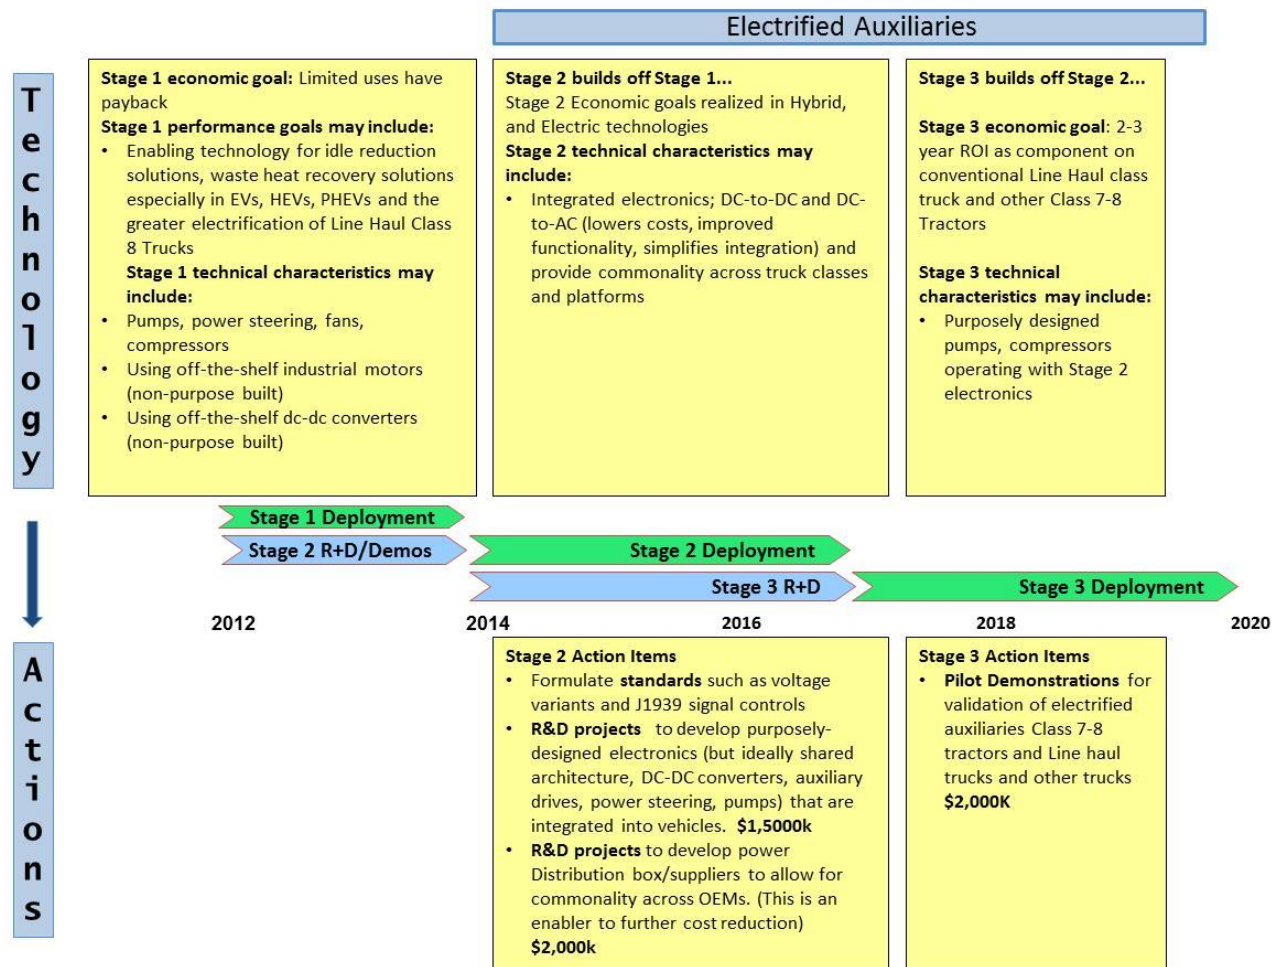 Electrified Auxiliaries
Technology
Stage 1 economic goal: Limited uses have
payback
Stage 1 performance goals may include:
• Enabling technology for idle reduction
solutions, waste heat recovery solutions
especially in EVs, HEVs, PHEVs and the
greater electrification of Line Haul Class
8 Trucks
Stage 1 technical characteristics may
include:
• Pumps, power steering, fans,
compressors
• Using off-the-shelf industrial motors
(non-purpose built)
• Using off-the-shelf dc-dc converters
(non-purpose built)
Stage 2 builds off Stage 1...
Stage 2 Economic goals realized in Hybrid,
and Electric technologies
Stage 2 technical characteristics may
include:
• Integrated electronics; DC-to-DC and DC-
to-AC (lowers costs, improved
functionality, simplifies integration) and
provide commonality across truck classes
and platforms
Stage 3 builds off Stage 2...
Stage 3 economic goal: 2-3
year ROI as component on
conventional Line Haul class
truck and other Class 7-8
Tractors
Stage 3 technical
characteristics may include:
• Purposely designed
pumps, compressors
operating with Stage 2
electronics
Stage 1 Deployment
Stage 2 R+D/Demos
Stage 2 Deployment
Stage 3 R+D
Stage 3 Deployment
2012
2014
2016
2018
2020
Actions
Stage 2 Action Items
• Formulate standards such as voltage
variants and J1939 signal controls
• R&D projects to develop purposely-
designed electronics (but ideally shared
architecture, DC-DC converters, auxiliary
drives, power steering, pumps) that are
integrated into vehicles. $1,5000k
• R&D projects to develop power
Distribution box/suppliers to allow for
commonality across OEMs. (This is an
enabler to further cost reduction)
$2,000k
Stage 3 Action Items
• Pilot Demonstrations for
validation of electrified
auxiliaries Class 7-8
tractors and Line haul
trucks and other trucks
$2,000K